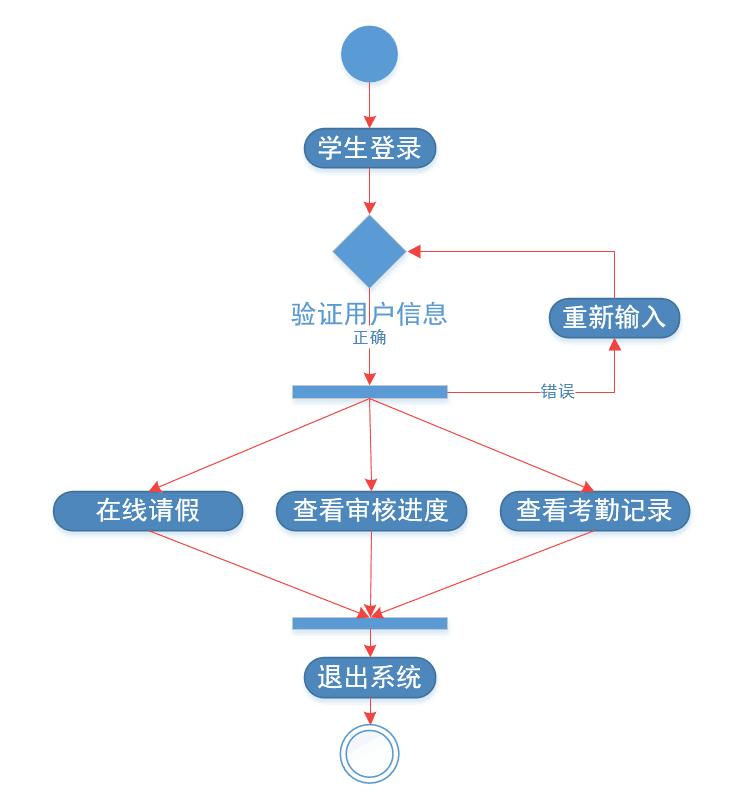 学生登录
验证用户信息
正确
重新输入
错误
在线请假
查看审核进度
查看考勤记录
退出系统